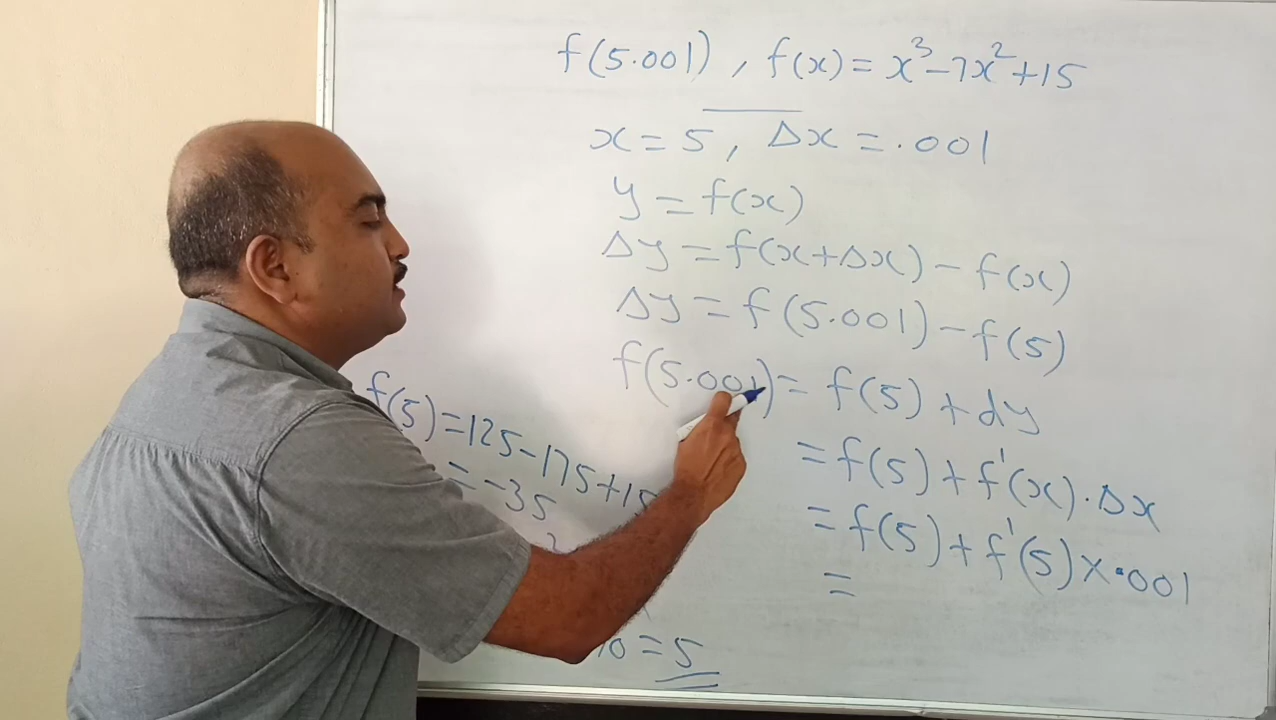 f(5.001) , f(x) = x³-7x²+15
x = 5 , Δx = .001
y = f(x)
Δy = f(x+Δx) - f(x)
Δy = f(5.001) - f(5)
f(5.001) = f(5) + dy
= f(5) + f'(x).Δx
= f(5) + f'(5) x .001
=
f(5) = 125-175+15
= -35
= 5